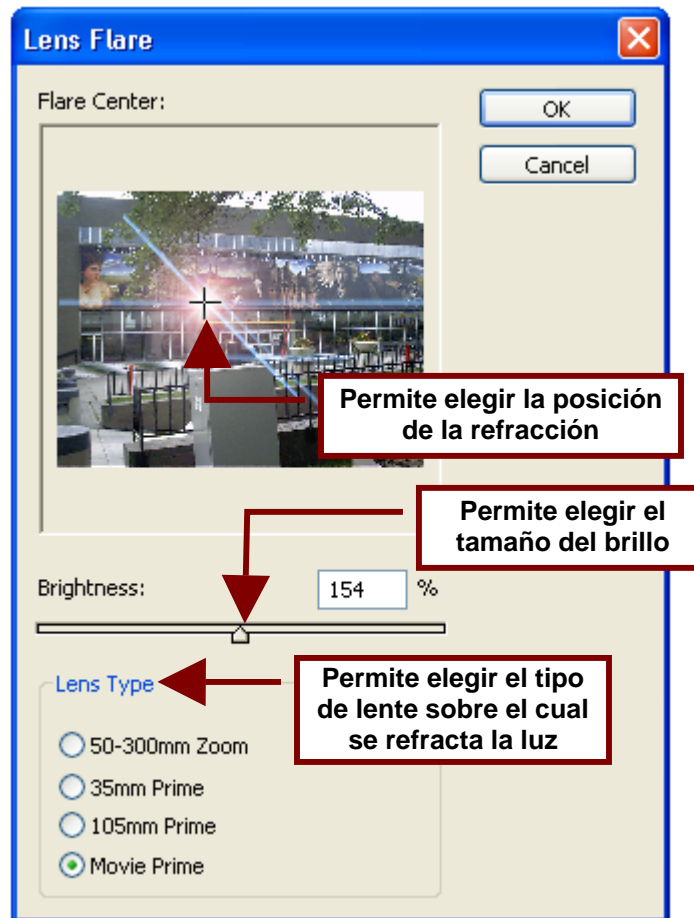 Lens Flare
Flare Center:
OK
Cancel
Permite elegir la posición
de la refracción
Permite elegir el
tamaño del brillo
Brightness:
154 %
Permite elegir el tipo
de lente sobre el cual
se refracta la luz
Lens Type
50-300mm Zoom
35mm Prime
105mm Prime
Movie Prime